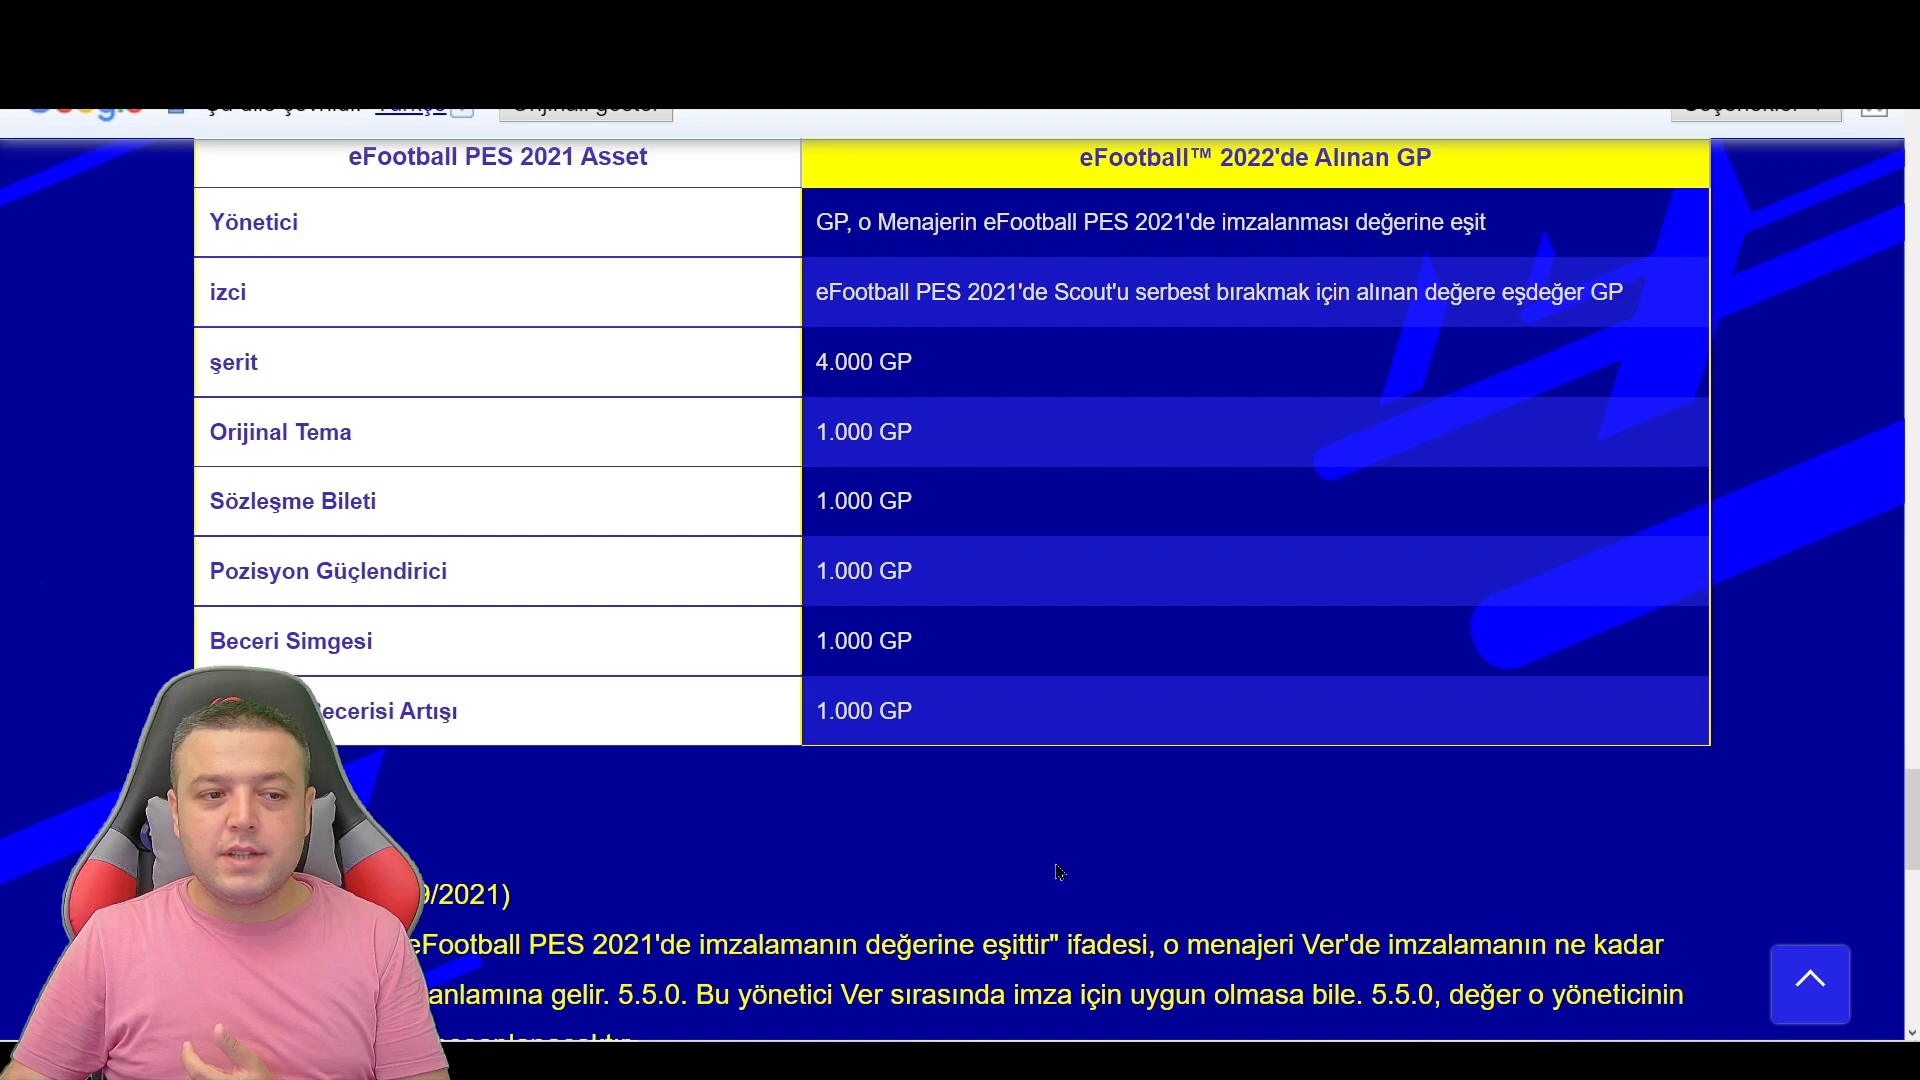 Türkçe
eFootball PES 2021 Asset
eFootball™ 2022'de Alınan GP
Yönetici
GP, o Menajerin eFootball PES 2021'de imzalanması değerine eşit
izci
eFootball PES 2021'de Scout'u serbest bırakmak için alınan değere eşdeğer GP
şerit
4.000 GP
Orijinal Tema
1.000 GP
Sözleşme Bileti
1.000 GP
Pozisyon Güçlendirici
1.000 GP
Beceri Simgesi
1.000 GP
ecerisi Artışı
1.000 GP
9/2021)
eFootball PES 2021'de imzalamanın değerine eşittir" ifadesi, o menajeri Ver'de imzalamanın ne kadar
anlamına gelir. 5.5.0. Bu yönetici Ver sırasında imza için uygun olmasa bile. 5.5.0, değer o yöneticinin